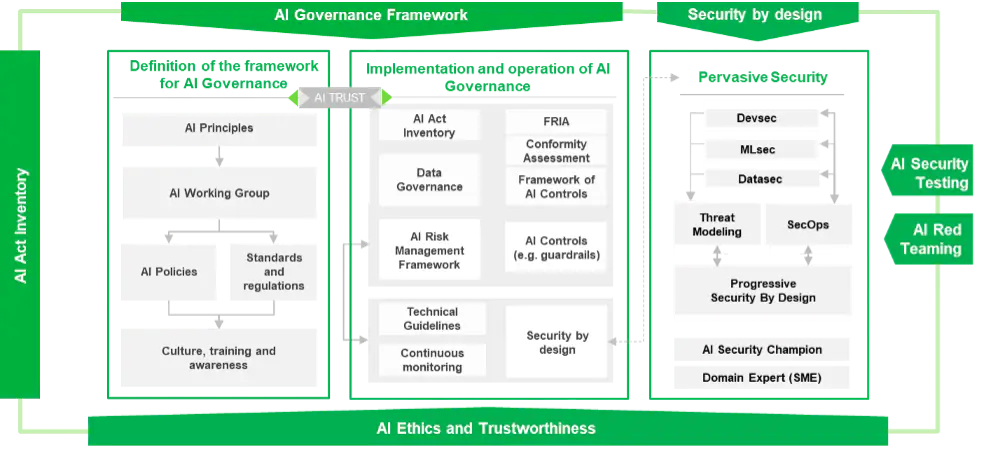 AI Governance Framework
Security by design
AI Act Inventory
Definition of the framework
for AI Governance
AI TRUST
AI Principles
AI Working Group
AI Policies
Standards
and
regulations
Culture, training and
awareness
Implementation and operation of AI
Governance
AI Act
Inventory
Data
Governance
AI Risk
Management
Framework
FRIA
Conformity
Assessment
Framework of
AI Controls
AI Controls
(e.g. guardrails)
Technical
Guidelines
Continuous
monitoring
Security by
design
Pervasive Security
Devsec
MLsec
Datasec
Threat
Modeling
SecOps
Progressive
Security By Design
AI Security Champion
Domain Expert (SME)
AI Security
Testing
AI Red
Teaming
AI Ethics and Trustworthiness